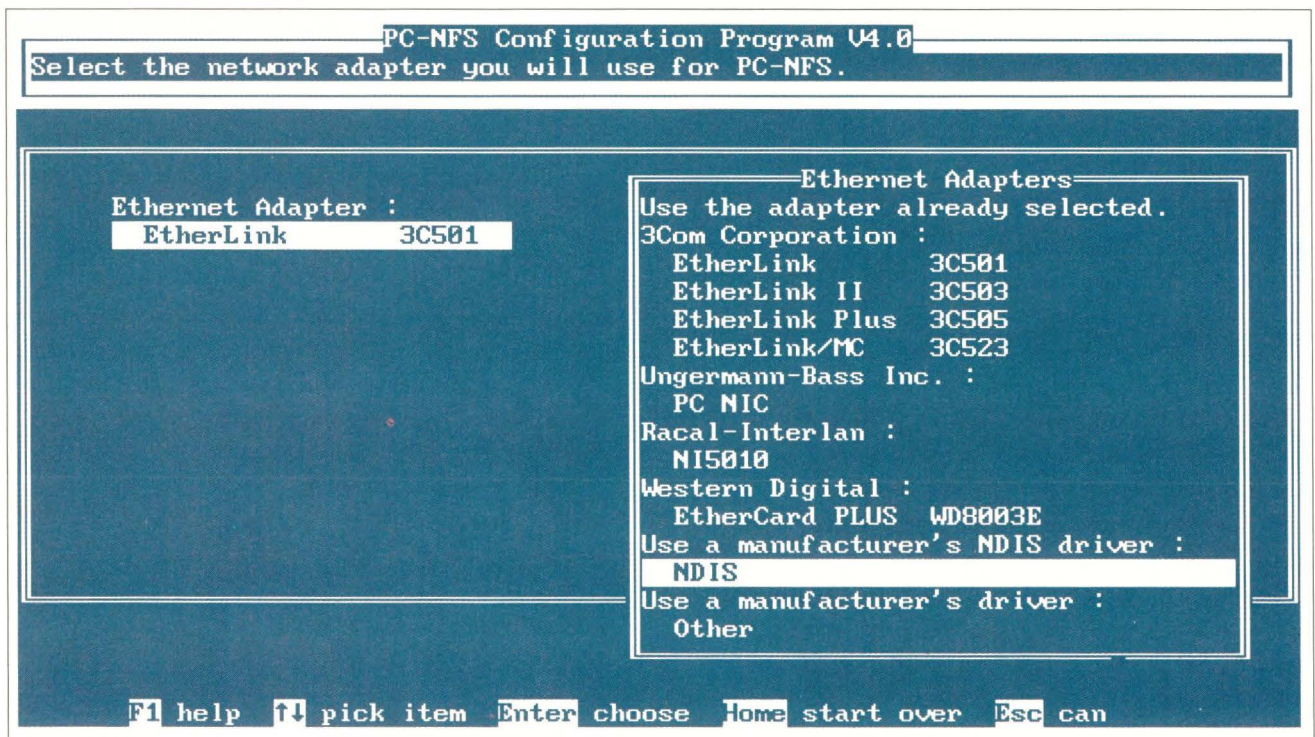 PC-NFS Configuration Program V4.0
Select the network adapter you will use for PC-NFS.
Ethernet Adapter :
EtherLink 3C501
Ethernet Adapters
Use the adapter already selected.
3Com Corporation :
EtherLink 3C501
EtherLink II 3C503
EtherLink Plus 3C505
EtherLink/MC 3C523
Ungermann-Bass Inc. :
PC NIC
Racal-Interlan :
NI5010
Western Digital :
EtherCard PLUS WD8003E
Use a manufacturer's NDIS driver :
NDIS
Use a manufacturer's driver :
Other
F1 help ↑↓ pick item Enter choose Home start over Esc can